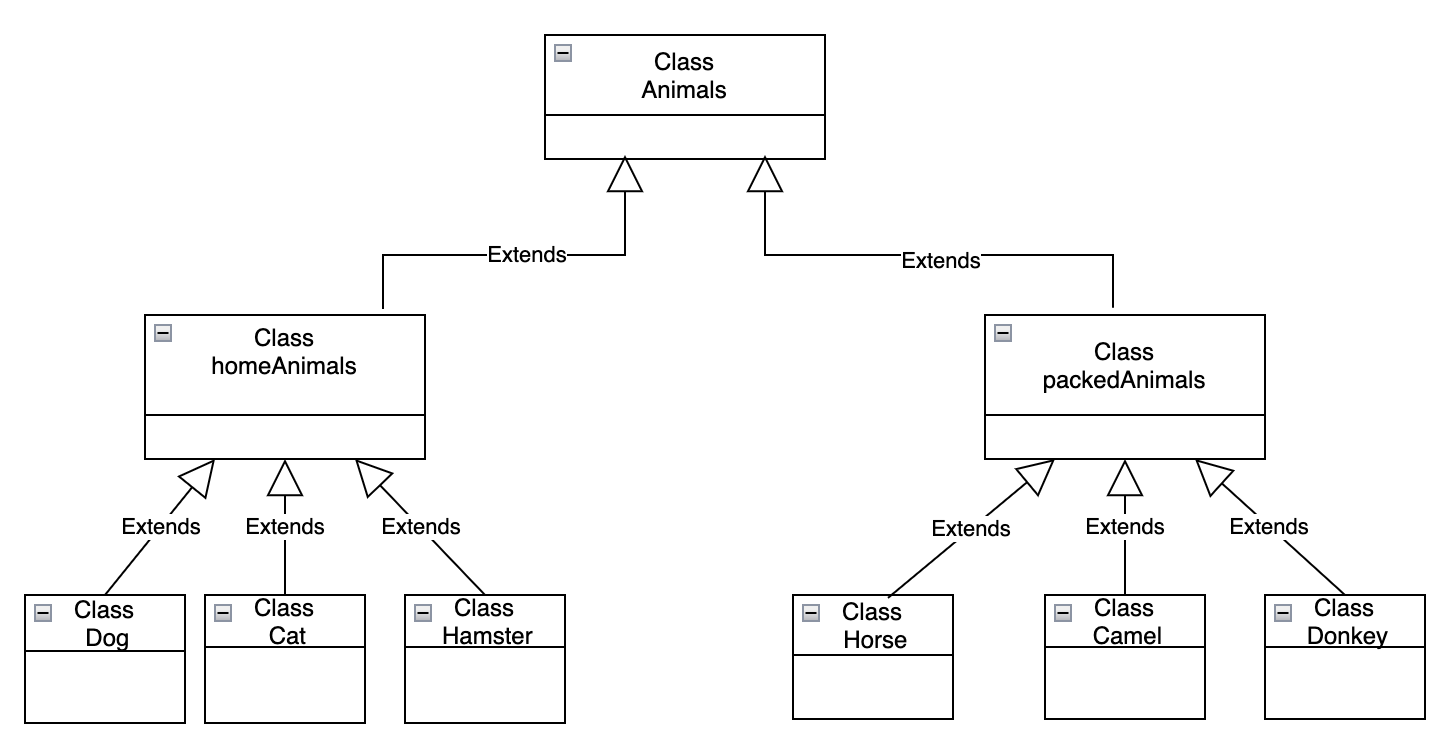 Class
Animals
Extends
Extends
Class
homeAnimals
Class
packedAnimals
Extends
Extends
Extends
Extends
Extends
Extends
Class
Dog
Class
Cat
Class
Hamster
Class
Horse
Class
Camel
Class
Donkey